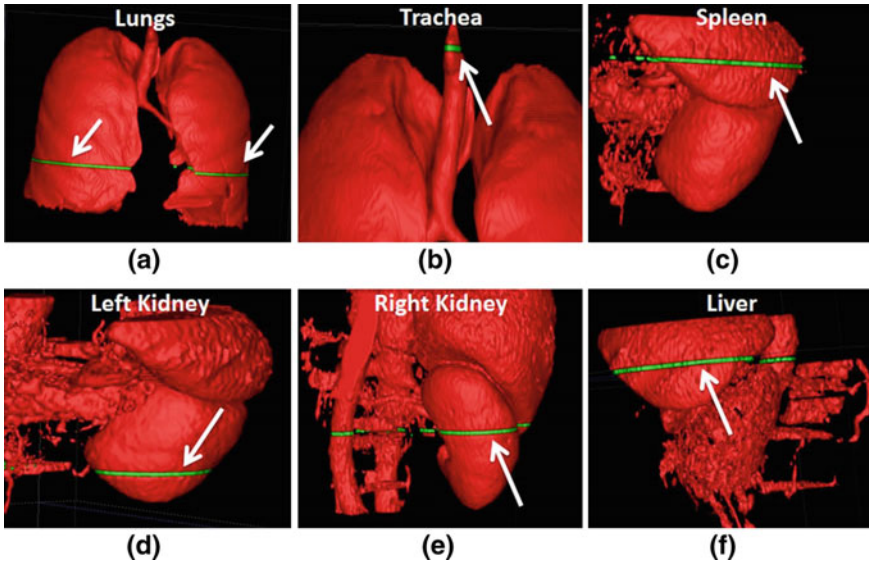 Lungs
Trachea
Spleen
(a)
(b)
(c)
Left Kidney
Right Kidney
Liver
(d)
(e)
(f)